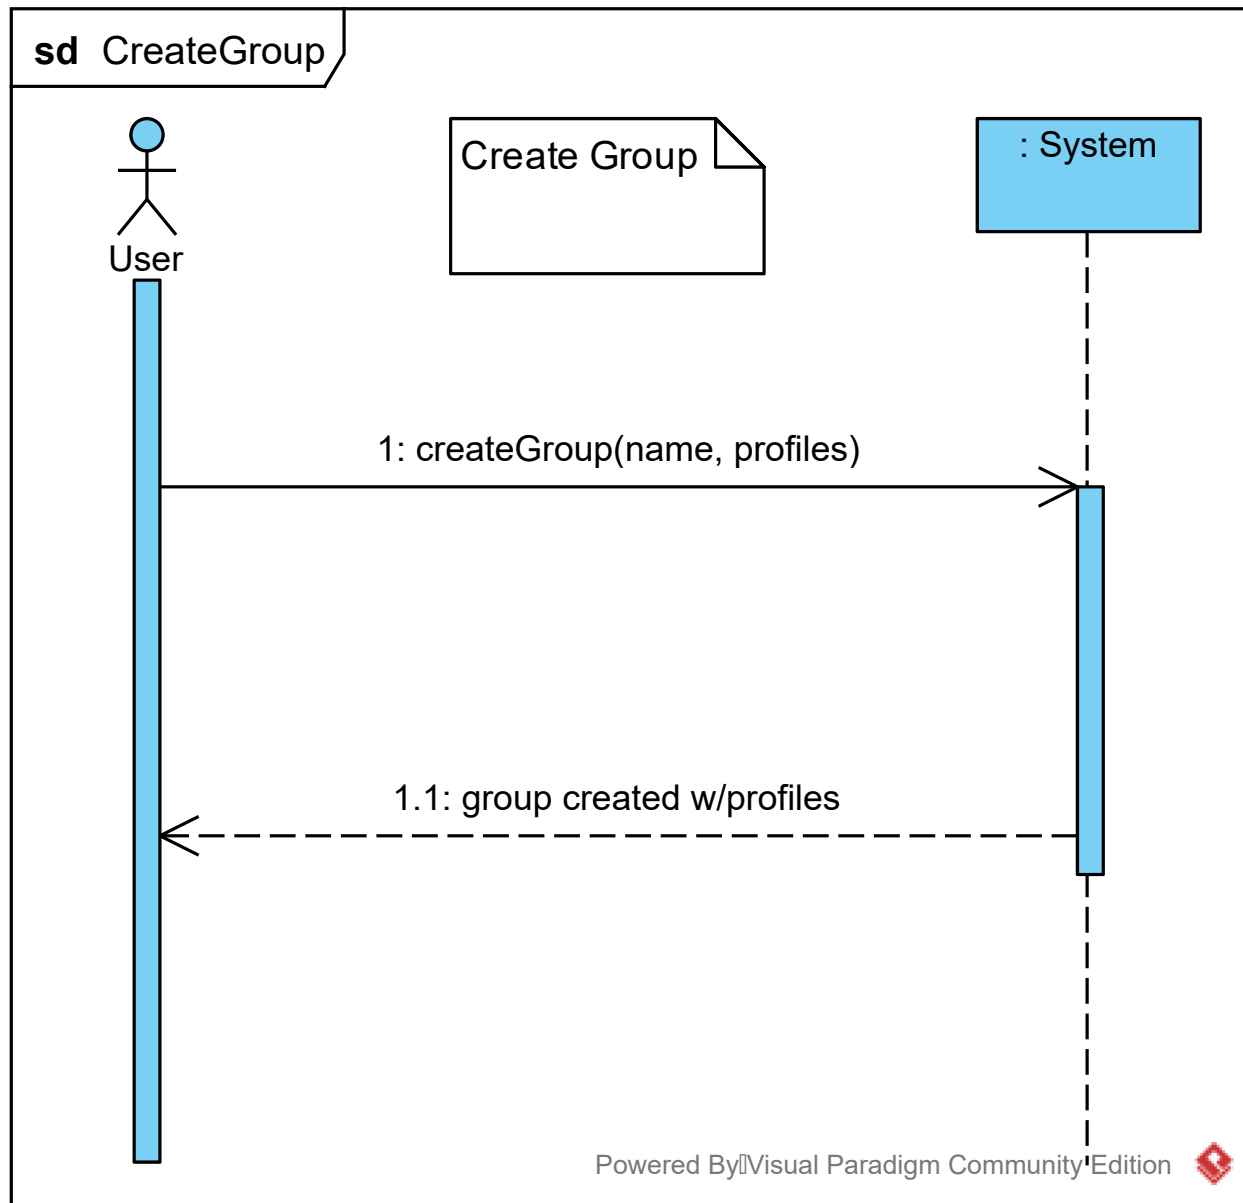 sd CreateGroup
Create Group
: System
User
1: createGroup(name, profiles)
1.1: group created w/profiles
Powered By Visual Paradigm Community Edition